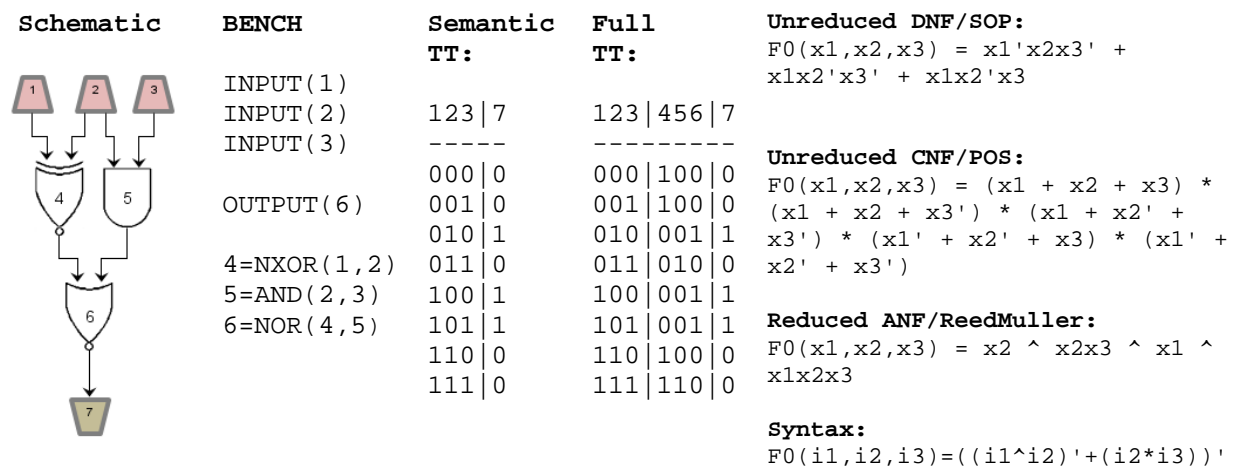 Schematic
1
2
3
4
5
6
7
BENCH
INPUT(1)
INPUT(2)
INPUT(3)
OUTPUT(6)
4=NXOR(1,2)
5=AND(2,3)
6=NOR(4,5)
Semantic
TT:
123|7
-----
000|0
001|0
010|1
011|0
100|1
101|1
110|0
111|0
Full
TT:
123|456|7
---------
000|100|0
001|100|0
010|001|1
011|010|0
100|001|1
101|001|1
110|100|0
111|110|0
Unreduced DNF/SOP:
F0(x1,x2,x3) = x1'x2x3' +
x1x2'x3' + x1x2'x3
Unreduced CNF/POS:
F0(x1,x2,x3) = (x1 + x2 + x3) *
(x1 + x2 + x3') * (x1 + x2' +
x3') * (x1' + x2' + x3) * (x1' +
x2' + x3')
Reduced ANF/ReedMuller:
F0(x1,x2,x3) = x2 ^ x2x3 ^ x1 ^
x1x2x3
Syntax:
F0(i1,i2,i3)=((i1^i2)'+(i2*i3))'